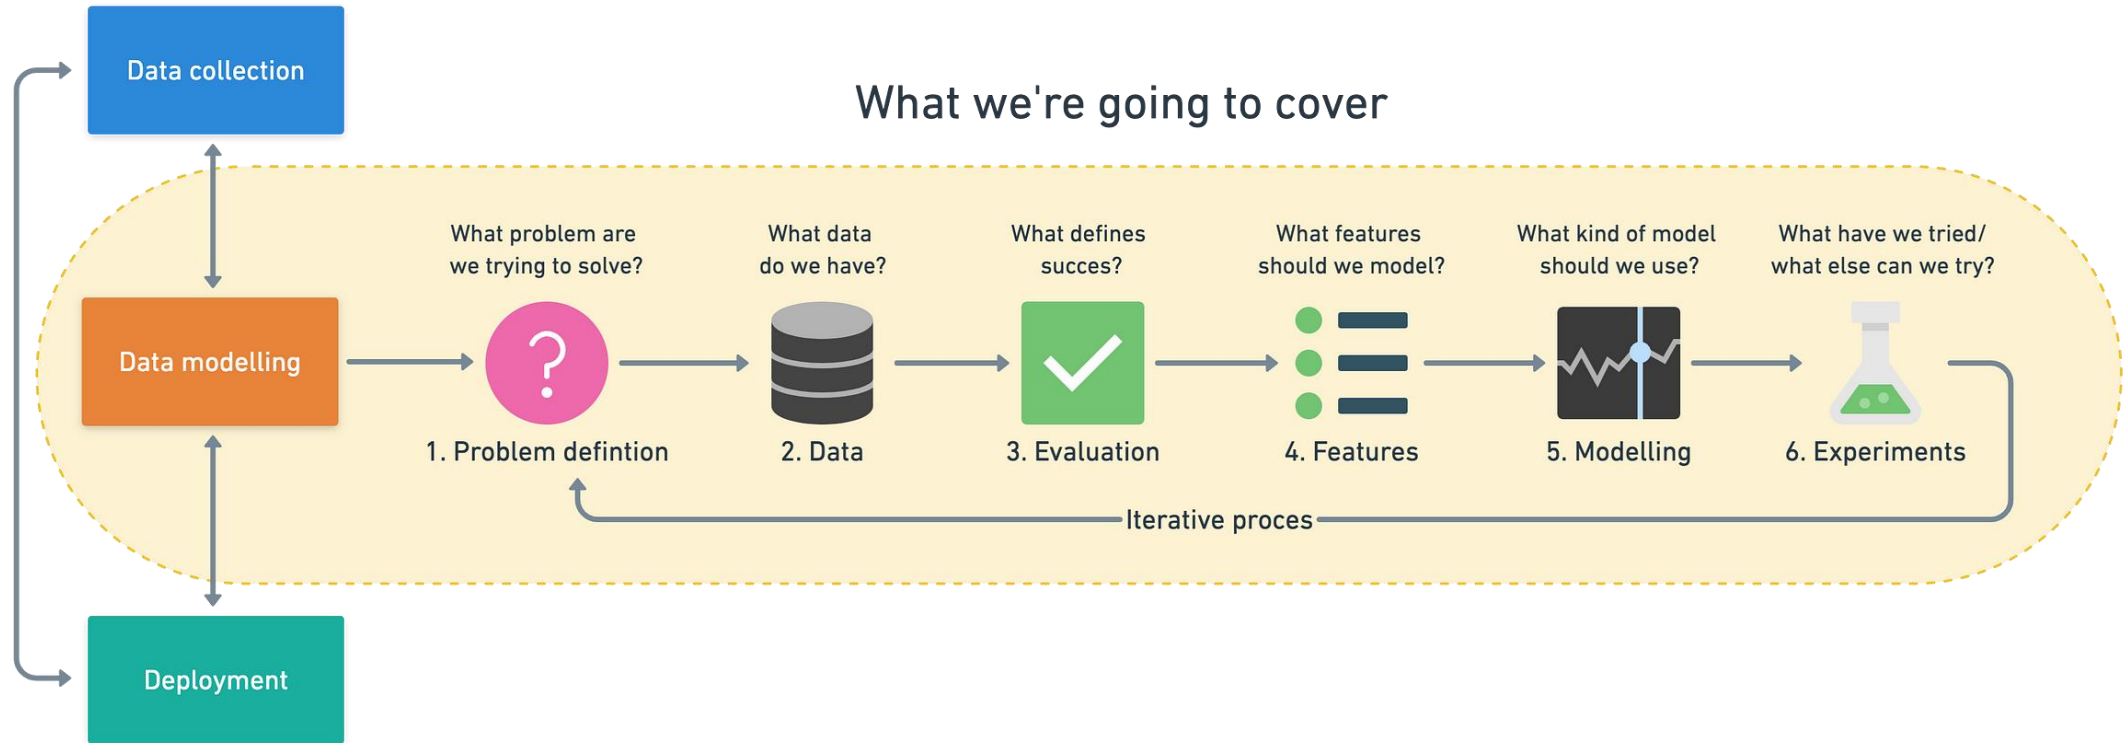 Data collection
What we're going to cover
What problem are
we trying to solve?
What data
do we have?
What defines
succes?
What features
should we model?
What kind of model
should we use?
What have we tried/
what else can we try?
Data modelling
1. Problem defintion
2. Data
3. Evaluation
4. Features
5. Modelling
6. Experiments
Iterative proces
Deployment